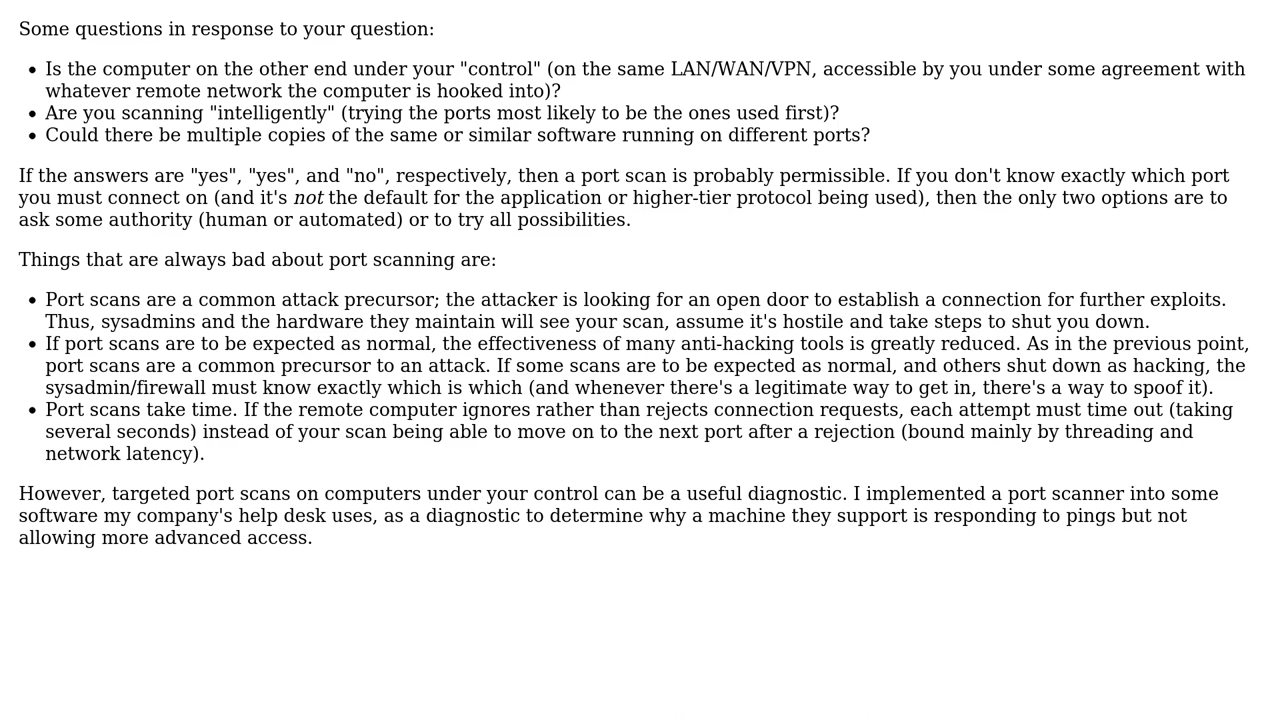 Some questions in response to your question:
• Is the computer on the other end under your "control" (on the same LAN/WAN/VPN, accessible by you under some agreement with
whatever remote network the computer is hooked into)?
• Are you scanning "intelligently" (trying the ports most likely to be the ones used first)?
• Could there be multiple copies of the same or similar software running on different ports?
If the answers are "yes", "yes", and "no", respectively, then a port scan is probably permissible. If you don't know exactly which port
you must connect on (and it's not the default for the application or higher-tier protocol being used), then the only two options are to
ask some authority (human or automated) or to try all possibilities.
Things that are always bad about port scanning are:
• Port scans are a common attack precursor; the attacker is looking for an open door to establish a connection for further exploits.
Thus, sysadmins and the hardware they maintain will see your scan, assume it's hostile and take steps to shut you down.
• If port scans are to be expected as normal, the effectiveness of many anti-hacking tools is greatly reduced. As in the previous point,
port scans are a common precursor to an attack. If some scans are to be expected as normal, and others shut down as hacking, the
sysadmin/firewall must know exactly which is which (and whenever there's a legitimate way to get in, there's a way to spoof it).
• Port scans take time. If the remote computer ignores rather than rejects connection requests, each attempt must time out (taking
several seconds) instead of your scan being able to move on to the next port after a rejection (bound mainly by threading and
network latency).
However, targeted port scans on computers under your control can be a useful diagnostic. I implemented a port scanner into some
software my company's help desk uses, as a diagnostic to determine why a machine they support is responding to pings but not
allowing more advanced access.